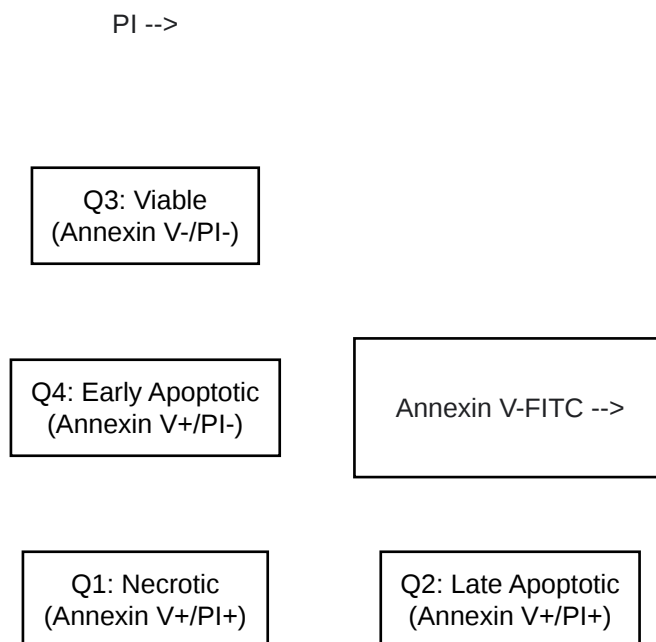 PI -->
Q3: Viable
(Annexin V-/PI-)
Q4: Early Apoptotic
(Annexin V+/PI-)
Annexin V-FITC -->
Q1: Necrotic
(Annexin V+/PI+)
Q2: Late Apoptotic
(Annexin V+/PI+)